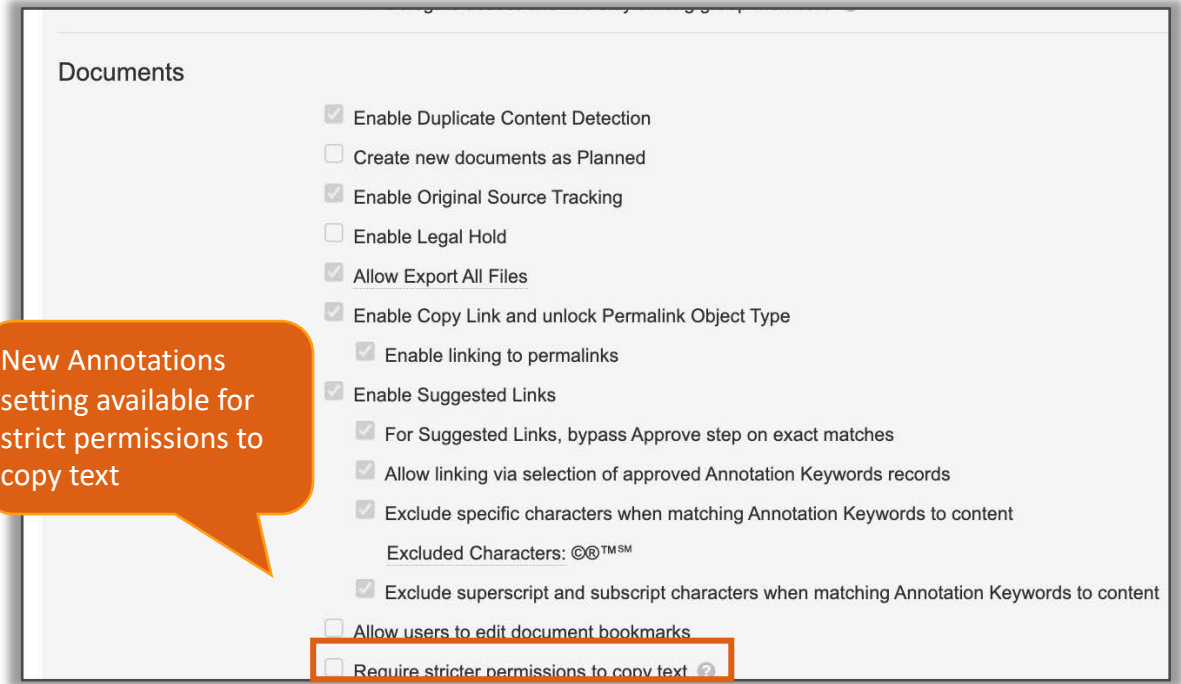 Documents
Enable Duplicate Content Detection
Create new documents as Planned
Enable Original Source Tracking
Enable Legal Hold
Allow Export All Files
Enable Copy Link and unlock Permalink Object Type
Enable linking to permalinks
Enable Suggested Links
For Suggested Links, bypass Approve step on exact matches
Allow linking via selection of approved Annotation Keywords records
Exclude specific characters when matching Annotation Keywords to content
Excluded Characters: ©®™℠
Exclude superscript and subscript characters when matching Annotation Keywords to content
Allow users to edit document bookmarks
Require stricter permissions to copy text ?
New Annotations
setting available for
strict permissions to
copy text